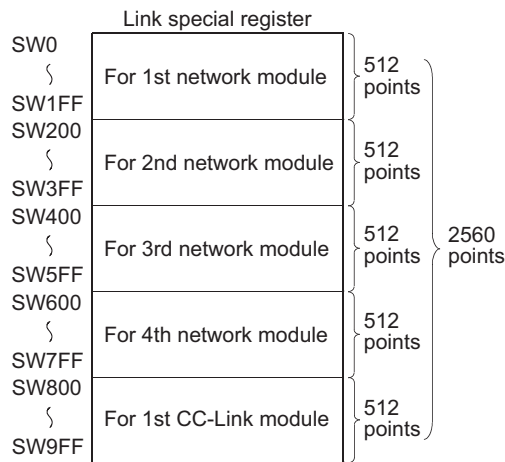 Link special register
SW0
SW1FF
For 1st network module
512
points
SW200
SW3FF
For 2nd network module
512
points
SW400
SW5FF
For 3rd network module
512
points
2560
points
SW600
SW7FF
For 4th network module
512
points
SW800
SW9FF
For 1st CC-Link module
512
points